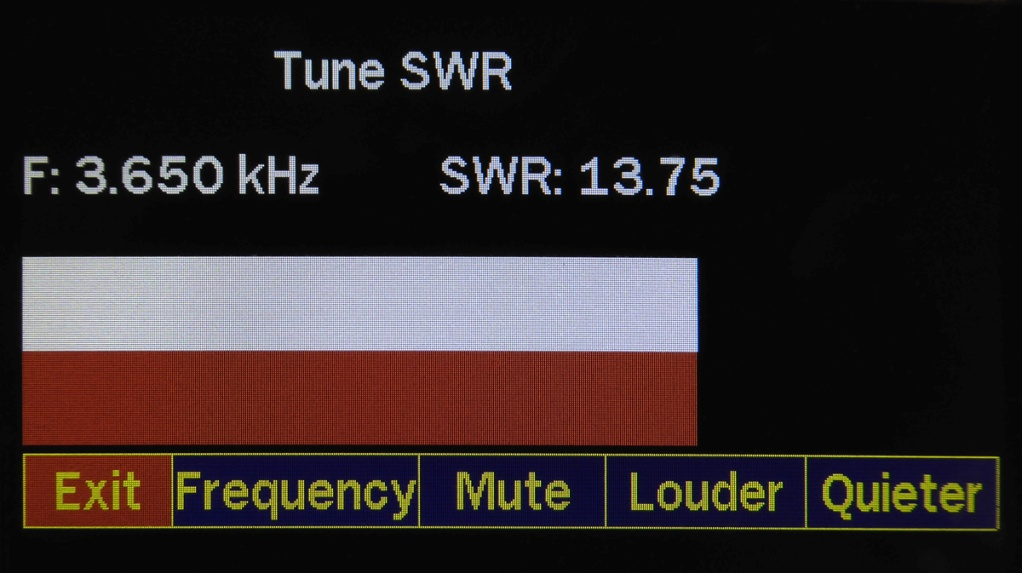 Tune SWR
F: 3.650 kHz SWR: 13.75
Exit Frequency Mute Louder Quieter